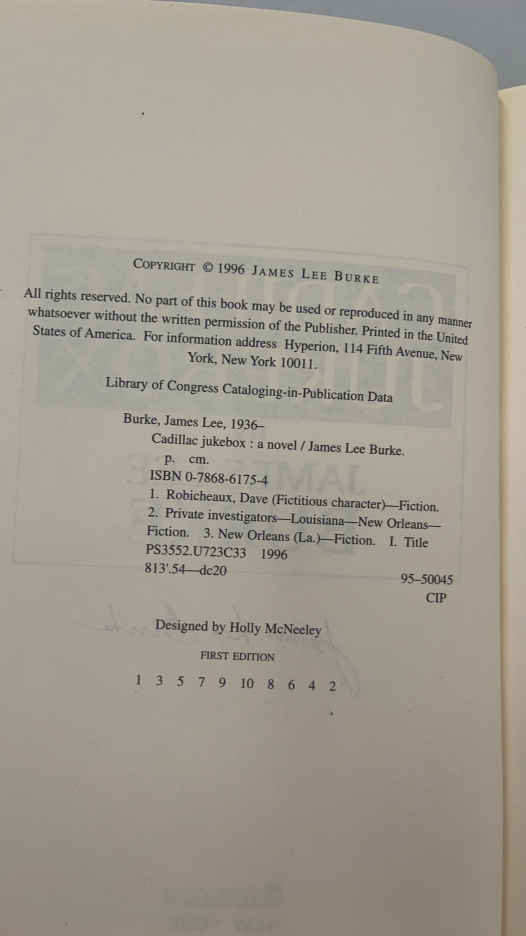 COPYRIGHT © 1996 JAMES LEE BURKE
All rights reserved. No part of this book may be used or reproduced in any manner
whatsoever without the written permission of the Publisher. Printed in the United
States of America. For information address Hyperion, 114 Fifth Avenue, New
York, New York 10011.
Library of Congress Cataloging-in-Publication Data
Burke, James Lee, 1936–
Cadillac jukebox : a novel / James Lee Burke.
p. cm.
ISBN 0-7868-6175-4
1. Robicheaux, Dave (Fictitious character)—Fiction.
2. Private investigators—Louisiana—New Orleans—
Fiction. 3. New Orleans (La.)—Fiction. I. Title
PS3552.U723C33 1996
813'.54—dc20 95–50045
CIP
Designed by Holly McNeeley
FIRST EDITION
1 3 5 7 9 10 8 6 4 2